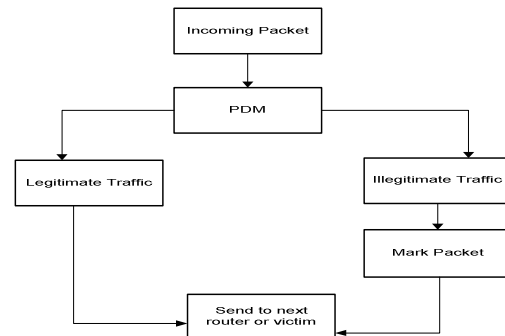 Incoming Packet
PDM
Legitimate Traffic
Illegitimate Traffic
Mark Packet
Send to next
router or victim